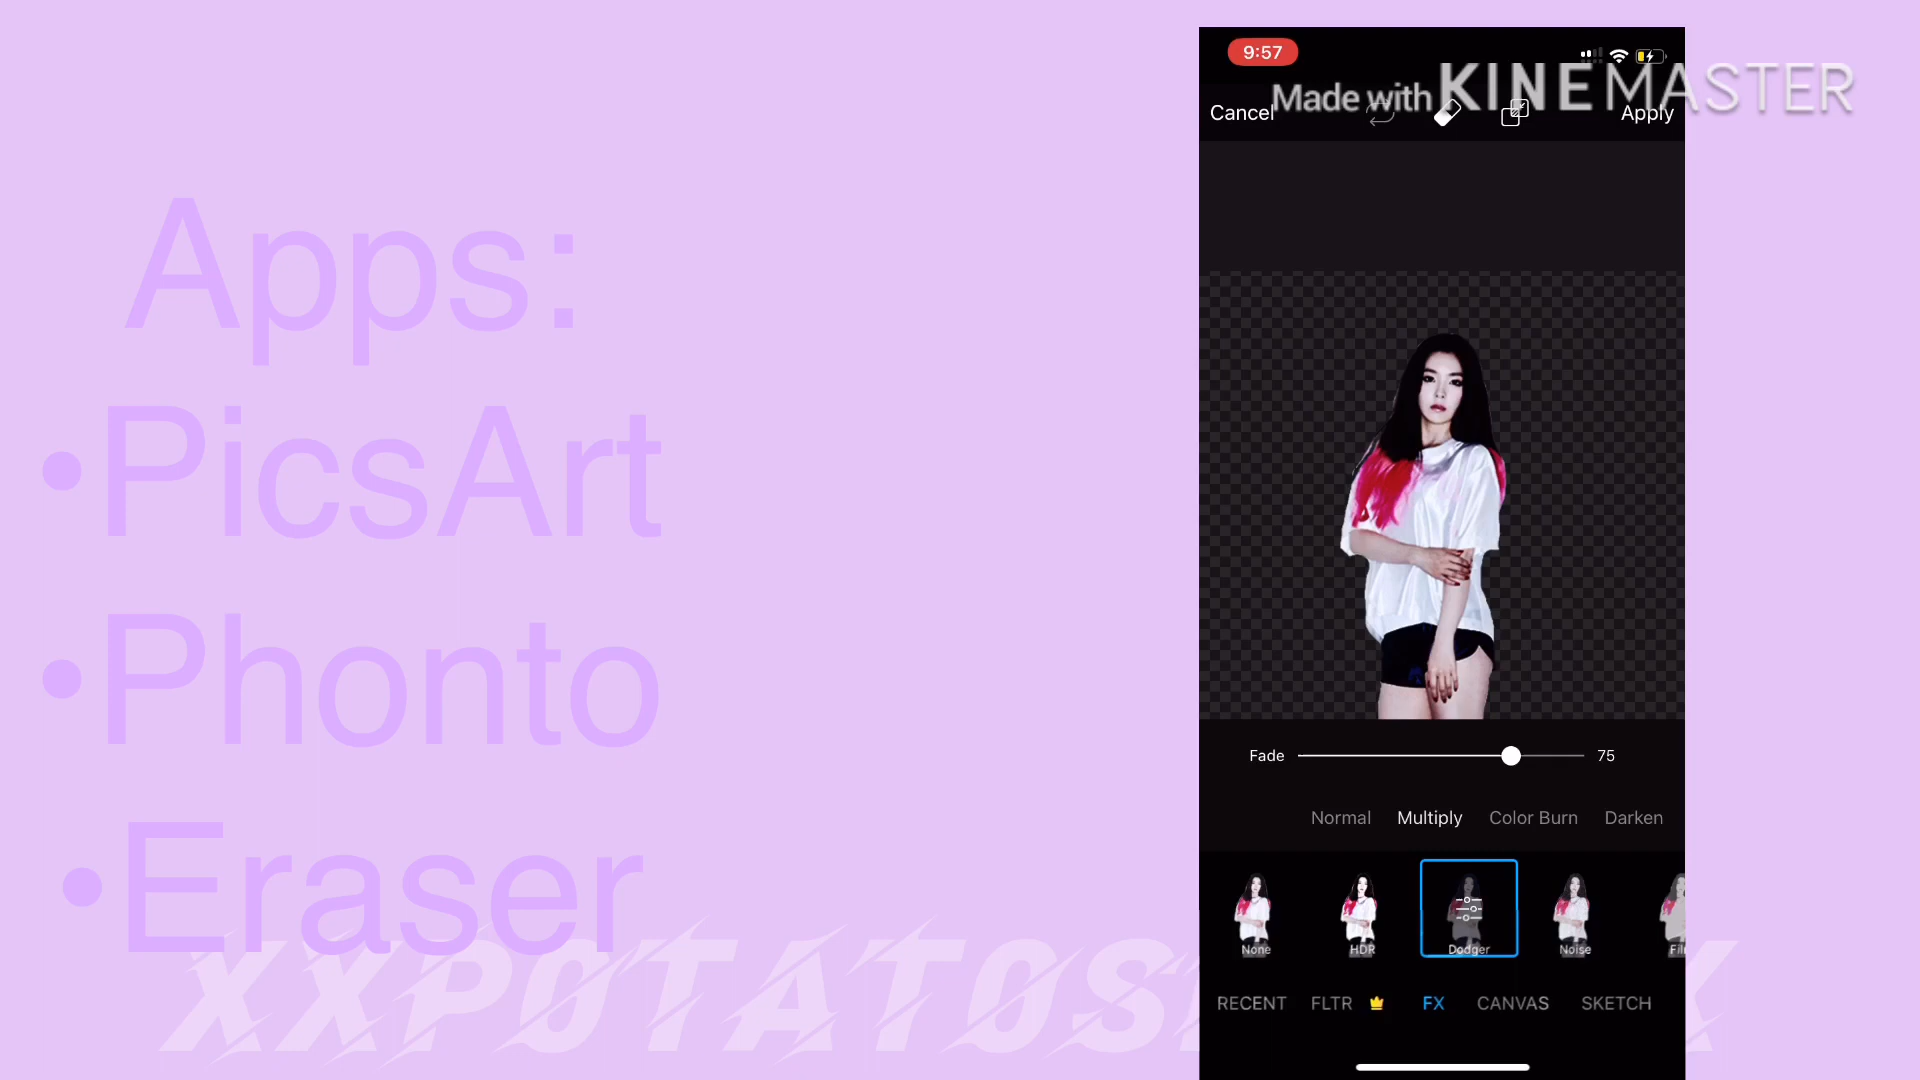 Apps:
•PicsArt
•Phonto
•Eraser
9:57
Made with KINEMASTER
Cancel
Apply
Fade
75
Normal Multiply Color Burn Darken
None HDR Dodger Noise
RECENT FLTR FX CANVAS SKETCH